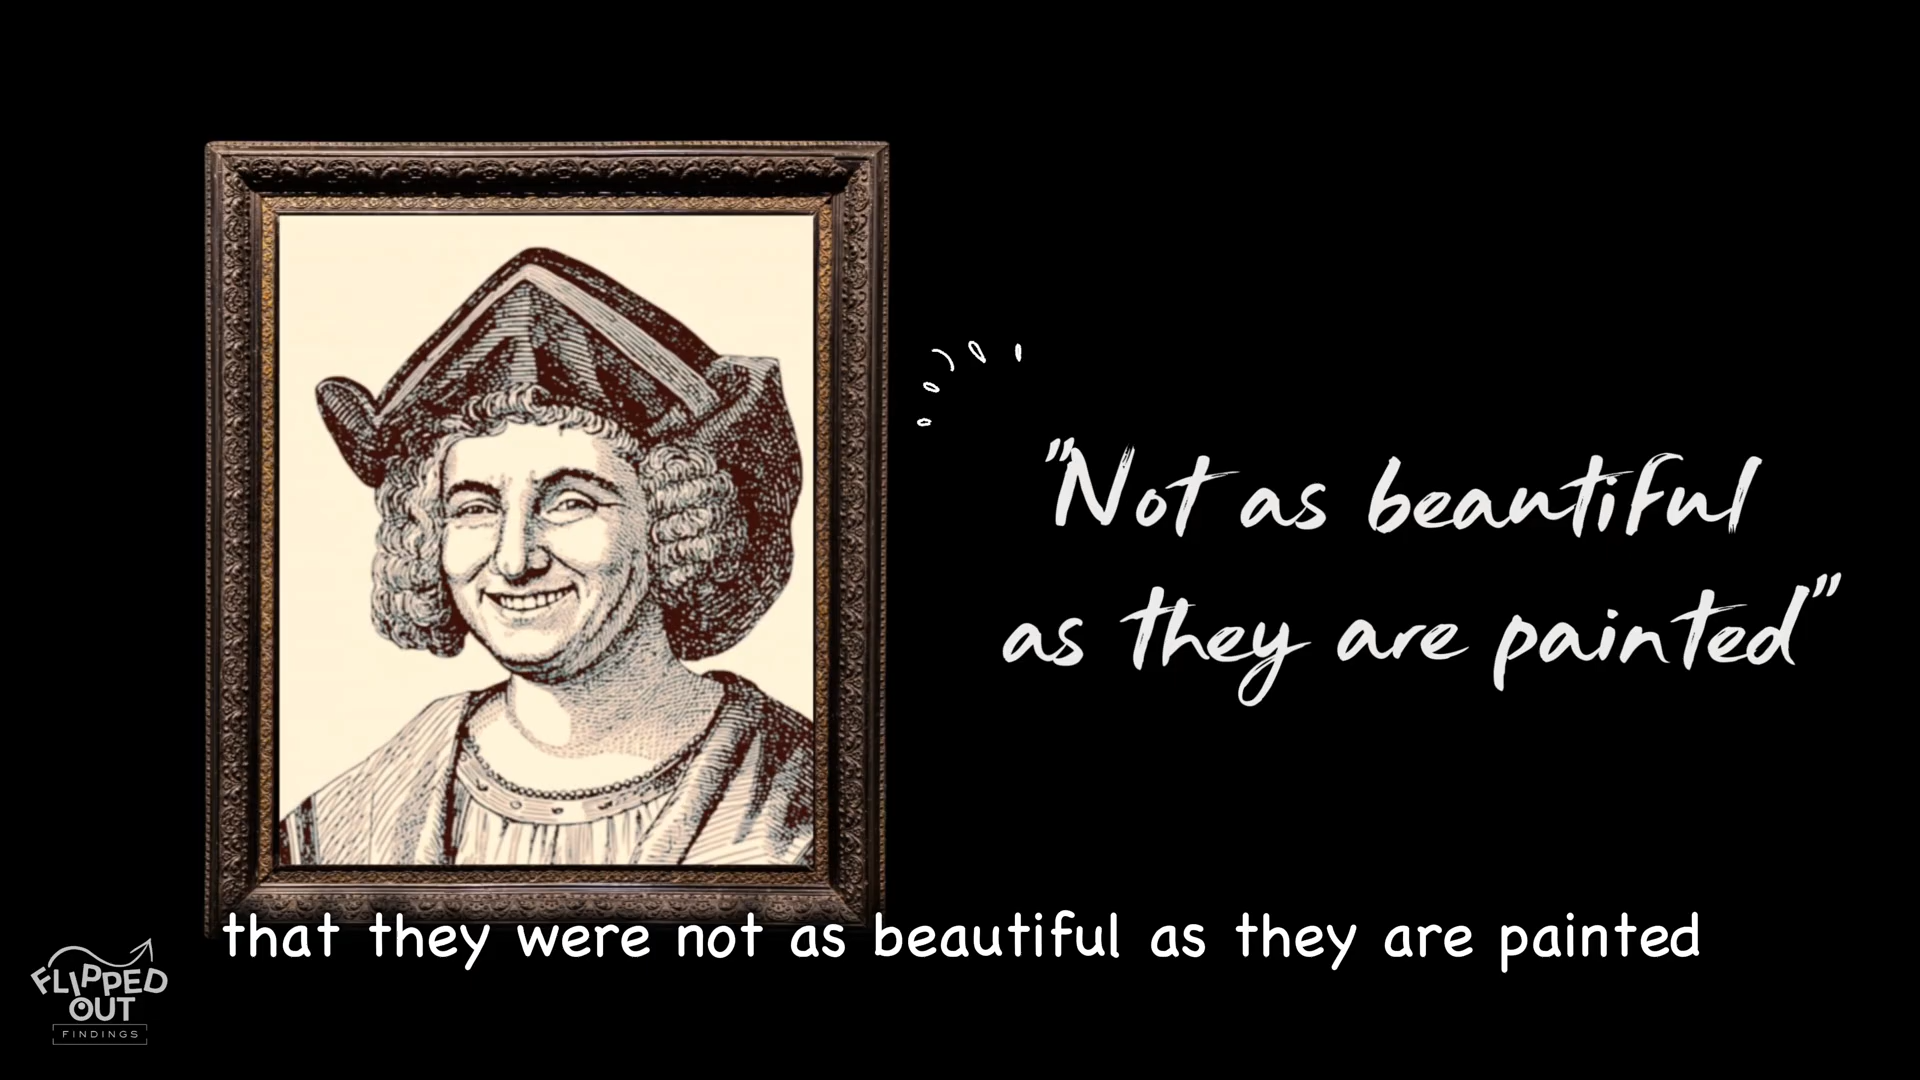 "Not as beautiful
as they are painted"
that they were not as beautiful as they are painted
FLIPPED
OUT
FINDINGS